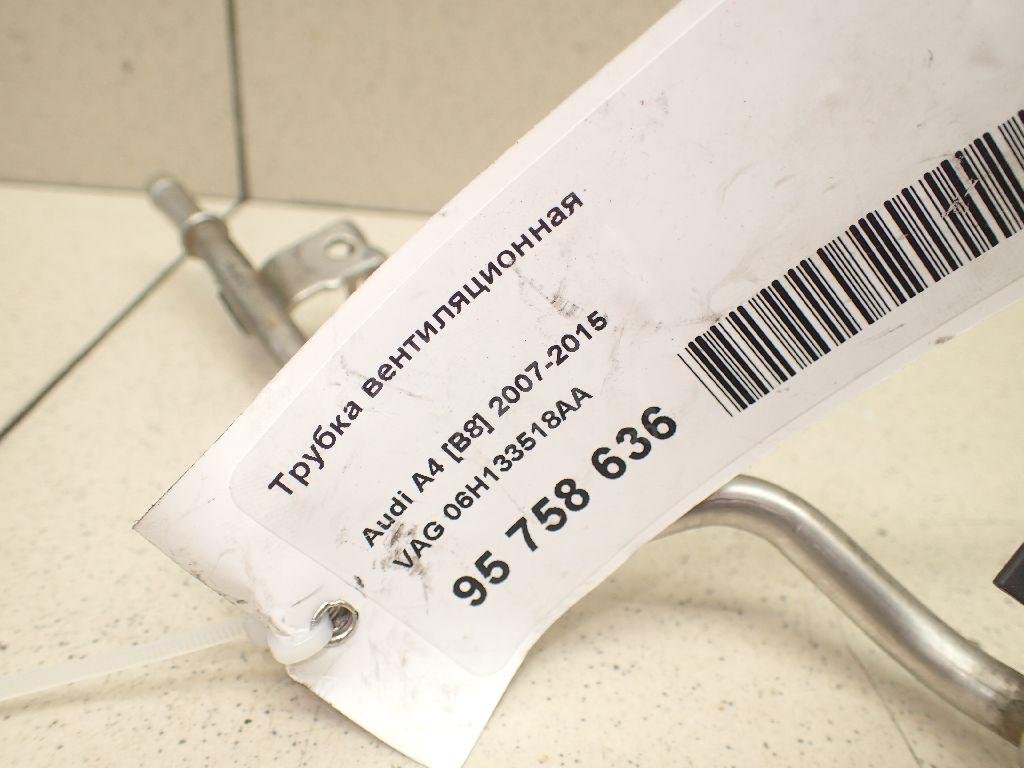 Трубка вентиляционная
Audi A4 [B8] 2007-2015
VAG 06H133518AA
95 758 636